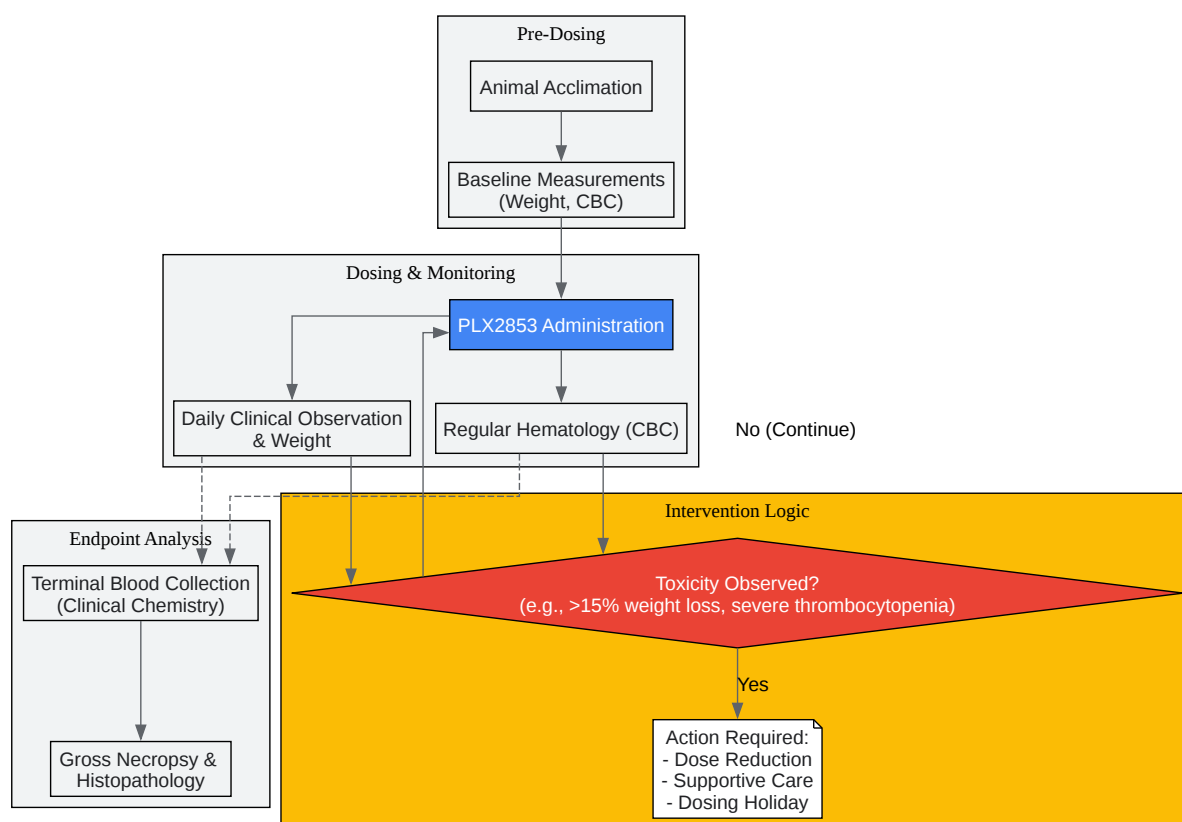 Pre-Dosing
Animal Acclimation
Baseline Measurements
(Weight, CBC)
Dosing & Monitoring
PLX2853 Administration
Daily Clinical Observation
& Weight
Regular Hematology (CBC)
No (Continue)
Endpoint Analysis
Terminal Blood Collection
(Clinical Chemistry)
Gross Necropsy &
Histopathology
Intervention Logic
Toxicity Observed?
(e.g., >15% weight loss, severe thrombocytopenia)
Yes
Action Required:
- Dose Reduction
- Supportive Care
- Dosing Holiday